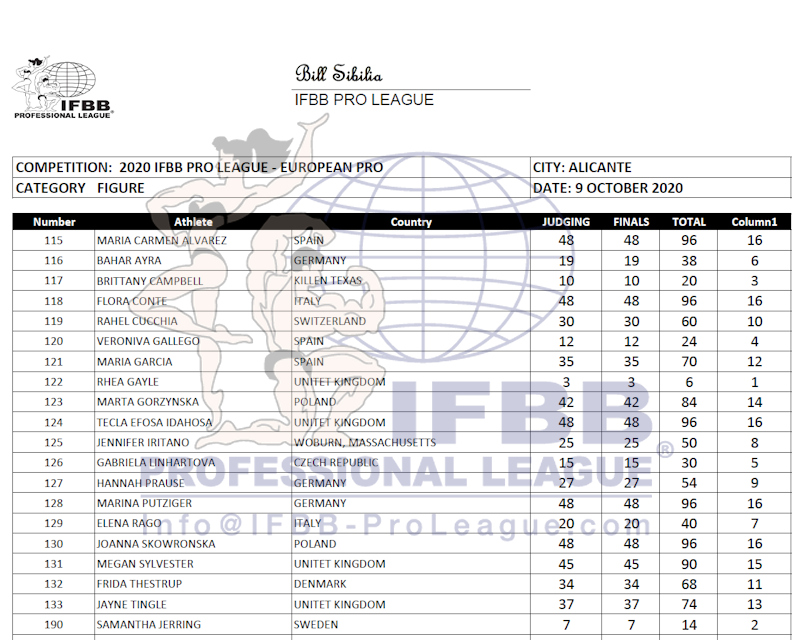 Bill Sibilia
IFBB PRO LEAGUE
IFBB
PROFESSIONAL LEAGUE
COMPETITION: 2020 IFBB PRO LEAGUE - EUROPEAN PRO CITY: ALICANTE
CATEGORY FIGURE DATE: 9 OCTOBER 2020
Number Athlete Country JUDGING FINALS TOTAL Column1
115 MARIA CARMEN ALVAREZ SPAIN 48 48 96 16
116 BAHAR AYRA GERMANY 19 19 38 6
117 BRITTANY CAMPBELL KILLEN TEXAS 10 10 20 3
118 FLORA CONTE ITALY 48 48 96 16
119 RAHEL CUCCHIA SWITZERLAND 30 30 60 10
120 VERONIVA GALLEGO SPAIN 12 12 24 4
121 MARIA GARCIA SPAIN 35 35 70 12
122 RHEA GAYLE UNITET KINGDOM 3 3 6 1
123 MARTA GORZYNSKA POLAND 42 42 84 14
124 TECLA EFOSA IDAHOSA UNITET KINGDOM 48 48 96 16
125 JENNIFER IRITANO WOBURN, MASSACHUSETTS 25 25 50 8
126 GABRIELA LINHARTOVA CZECH REPUBLIC 15 15 30 5
127 HANNAH PRAUSE GERMANY 27 27 54 9
128 MARINA PUTZIGER GERMANY 48 48 96 16
129 ELENA RAGO ITALY 20 20 40 7
130 JOANNA SKOWRONSKA POLAND 48 48 96 16
131 MEGAN SYLVESTER UNITET KINGDOM 45 45 90 15
132 FRIDA THESTRUP DENMARK 34 34 68 11
133 JAYNE TINGLE UNITET KINGDOM 37 37 74 13
190 SAMANTHA JERRING SWEDEN 7 7 14 2
IFBB®
PROFESSIONAL LEAGUE
Info@IFBB-ProLeague.com